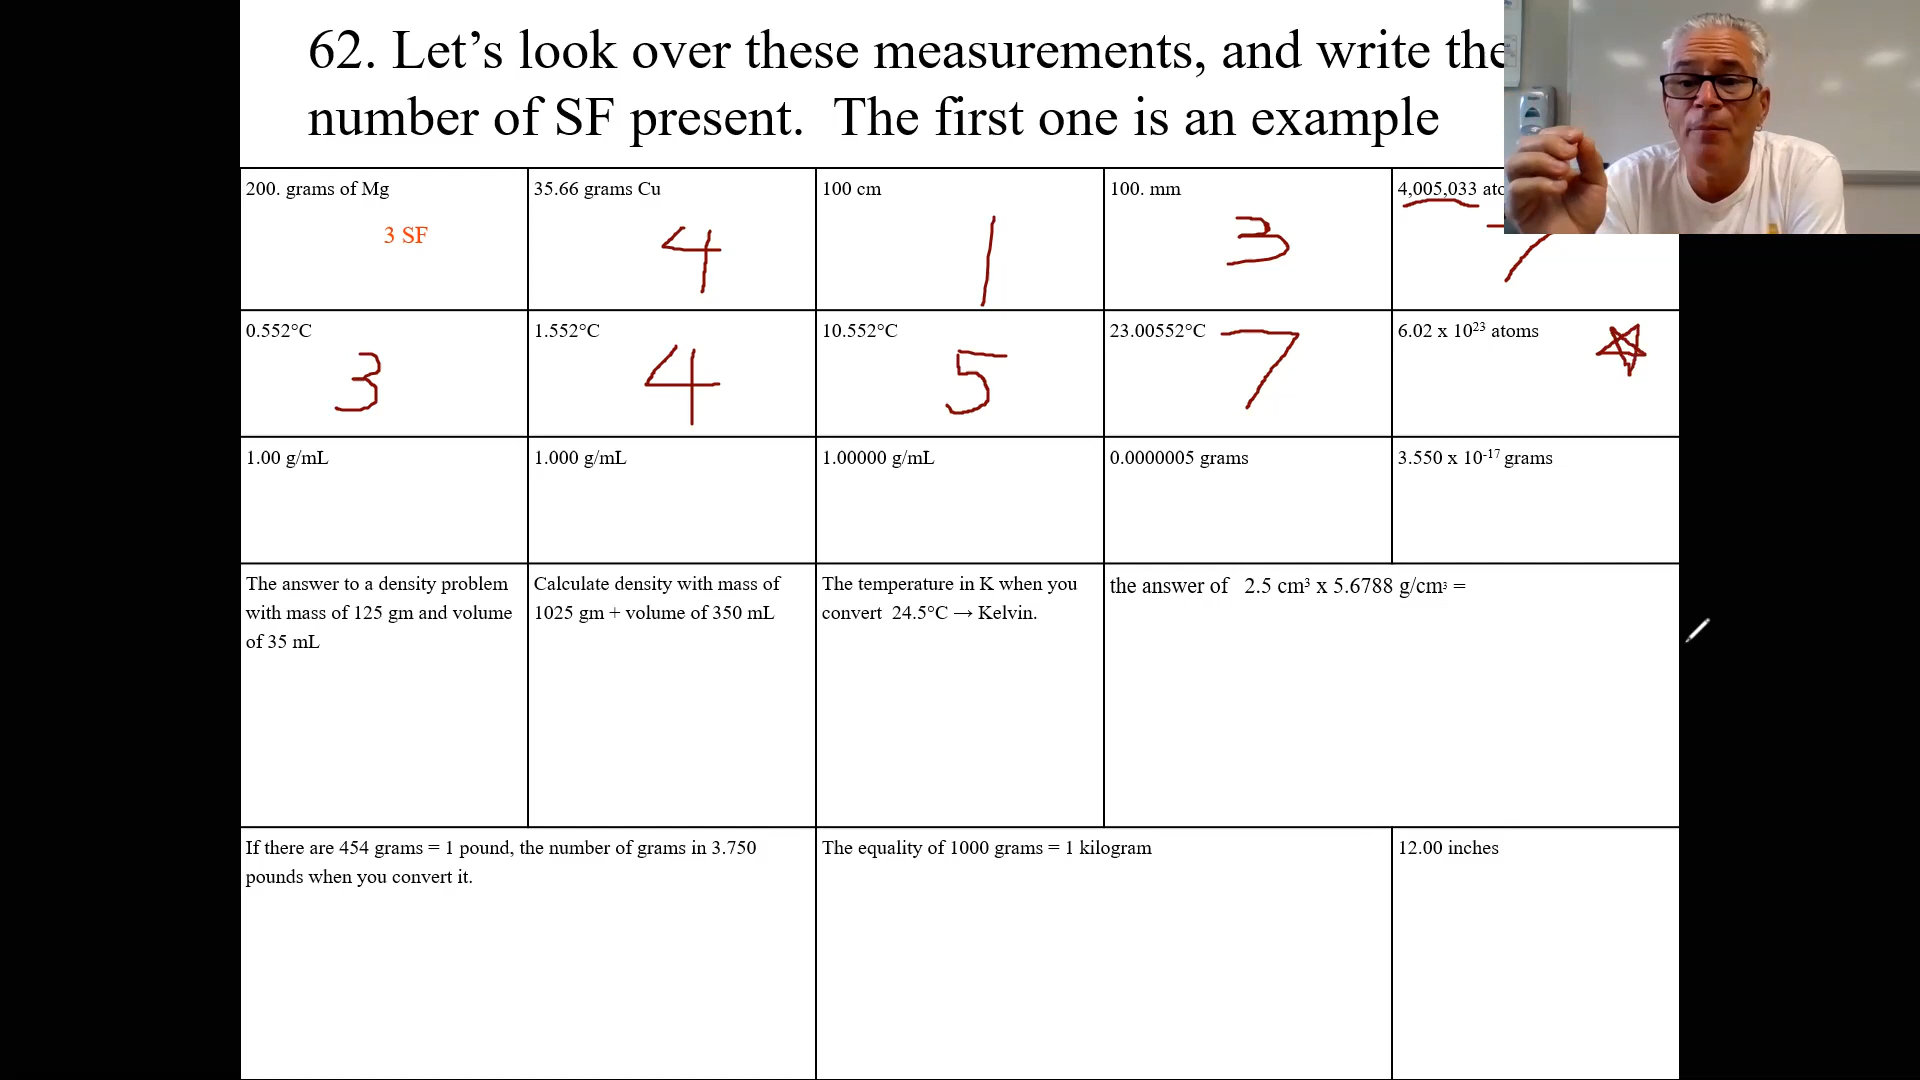 62. Let’s look over these measurements, and write the
number of SF present. The first one is an example
200. grams of Mg
3 SF
35.66 grams Cu
4
100 cm
1
100. mm
3
4,005,033
7
0.552°C
3
1.552°C
4
10.552°C
5
23.00552°C
7
6.02 x 10²³ atoms
1.00 g/mL
1.000 g/mL
1.00000 g/mL
0.0000005 grams
3.550 x 10⁻¹⁷ grams
The answer to a density problem
with mass of 125 gm and volume
of 35 mL
Calculate density with mass of
1025 gm + volume of 350 mL
The temperature in K when you
convert 24.5°C → Kelvin.
the answer of 2.5 cm³ x 5.6788 g/cm³ =
If there are 454 grams = 1 pound, the number of grams in 3.750
pounds when you convert it.
The equality of 1000 grams = 1 kilogram
12.00 inches